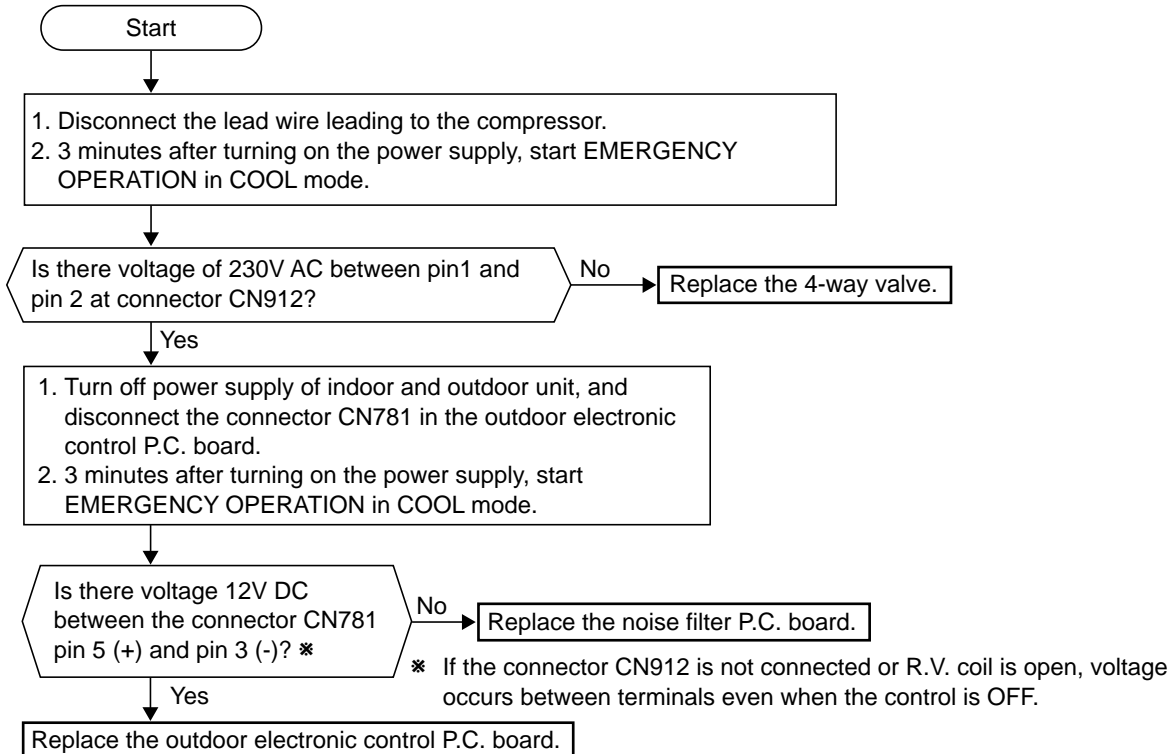 Start
1. Disconnect the lead wire leading to the compressor.
2. 3 minutes after turning on the power supply, start EMERGENCY
OPERATION in COOL mode.
Is there voltage of 230V AC between pin1 and
pin 2 at connector CN912?
No
Replace the 4-way valve.
Yes
1. Turn off power supply of indoor and outdoor unit, and
disconnect the connector CN781 in the outdoor electronic
control P.C. board.
2. 3 minutes after turning on the power supply, start
EMERGENCY OPERATION in COOL mode.
Is there voltage 12V DC
between the connector CN781
pin 5 (+) and pin 3 (-)? ※
No
Replace the noise filter P.C. board.
※ If the connector CN912 is not connected or R.V. coil is open, voltage
occurs between terminals even when the control is OFF.
Yes
Replace the outdoor electronic control P.C. board.